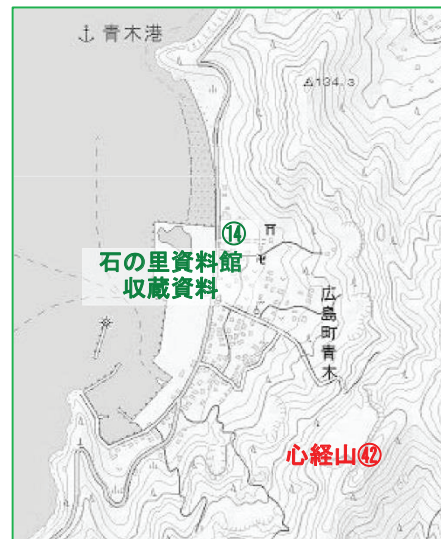 青木港
134.3
⑭
石の里資料館
収蔵資料
広島町青木
心経山㊷